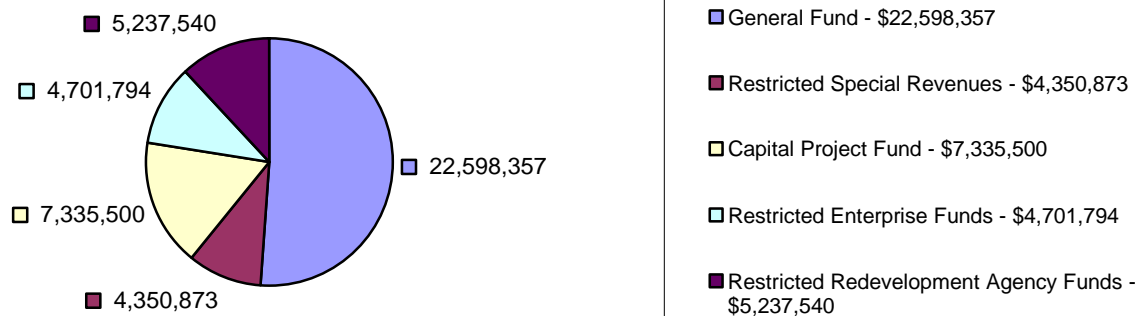 5,237,540
4,701,794
22,598,357
7,335,500
4,350,873
General Fund - $22,598,357
Restricted Special Revenues - $4,350,873
Capital Project Fund - $7,335,500
Restricted Enterprise Funds - $4,701,794
Restricted Redevelopment Agency Funds -
$5,237,540